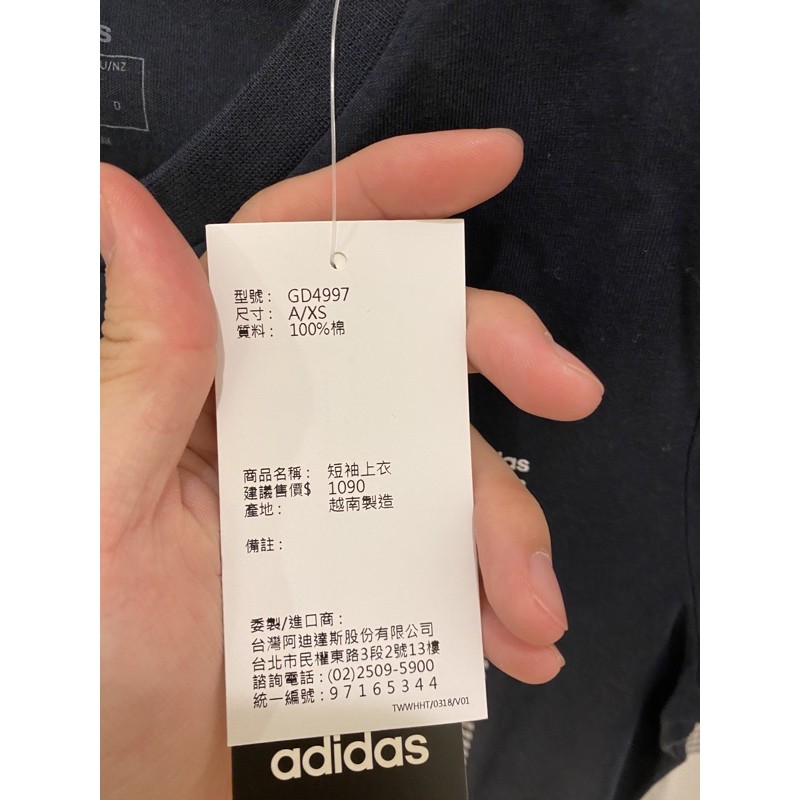 U/NZ
D
型號： GD4997
尺寸： A/XS
質料： 100%棉
商品名稱： 短袖上衣
建議售價$ 1090
產地： 越南製造
備註：
委製/進口商：
台灣阿迪達斯股份有限公司
台北市民權東路3段2號13樓
諮詢電話：(02)2509-5900
統一編號：97165344
TWWHHT/0318/V01
adidas